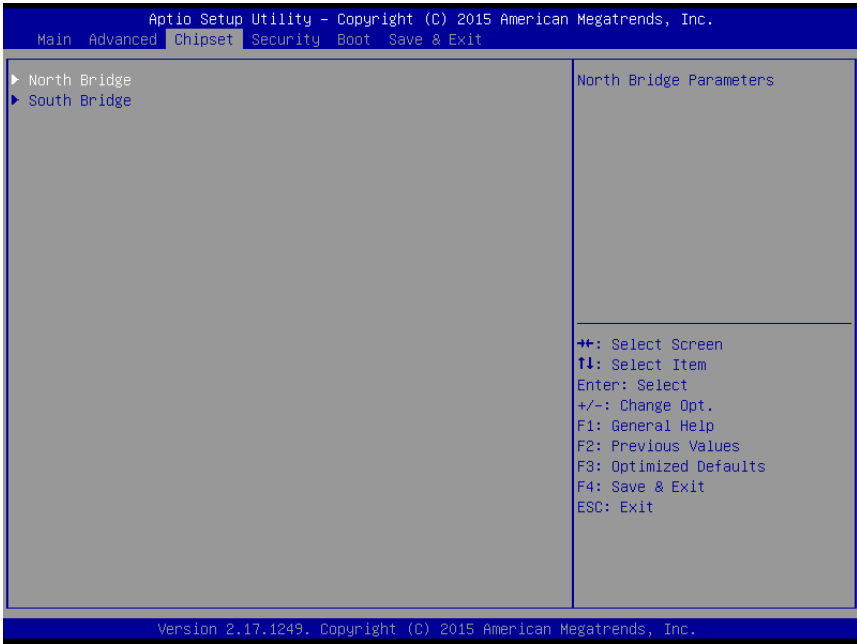 Aptio Setup Utility – Copyright (C) 2015 American Megatrends, Inc.
Main Advanced Chipset Security Boot Save & Exit
▶ North Bridge
▶ South Bridge
North Bridge Parameters
→←: Select Screen
↑↓: Select Item
Enter: Select
+/-: Change Opt.
F1: General Help
F2: Previous Values
F3: Optimized Defaults
F4: Save & Exit
ESC: Exit
Version 2.17.1249. Copyright (C) 2015 American Megatrends, Inc.